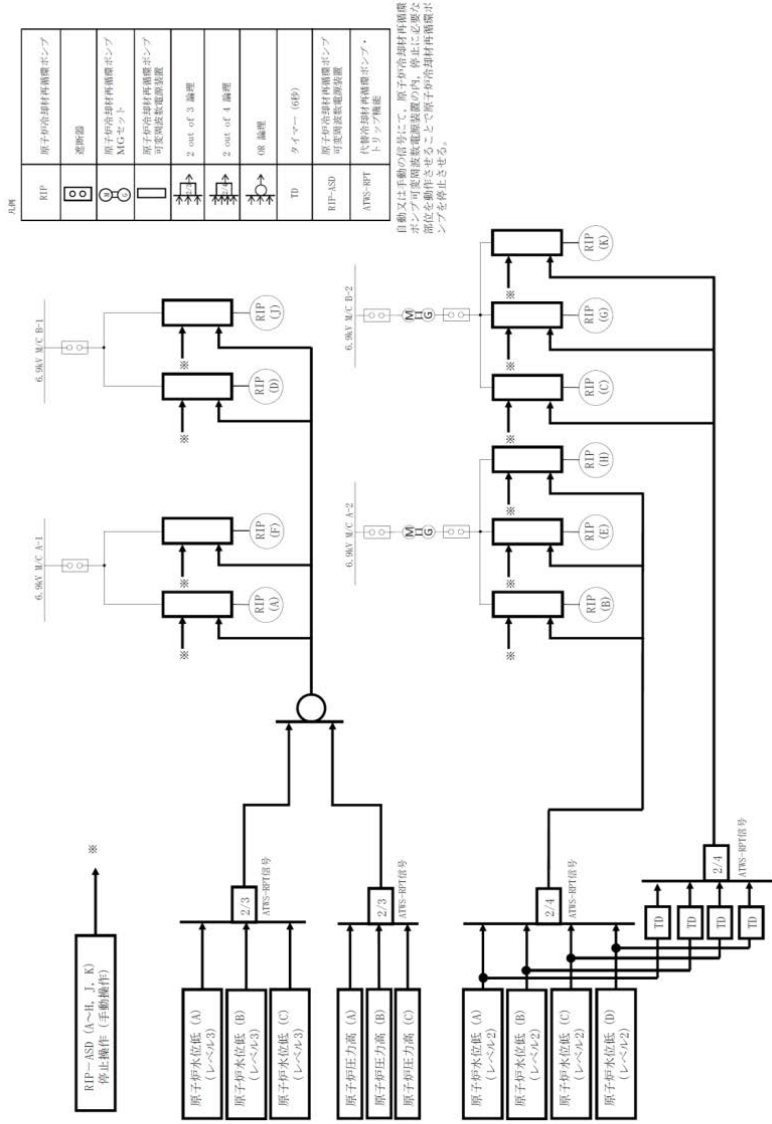 RIP-ASD (A～H, J, K)
停止操作 (手動操作)
※
原子炉水位低 (A)
(レベル3)
原子炉水位低 (B)
(レベル3)
原子炉水位低 (C)
(レベル3)
2/3
ATWS-RPT信号
原子炉圧力高 (A)
原子炉圧力高 (B)
原子炉圧力高 (C)
2/3
ATWS-RPT信号
6.9kV M/C A-1
※
RIP
(A)
※
RIP
(F)
6.9kV M/C B-1
※
RIP
(D)
※
RIP
(J)
原子炉水位低 (A)
(レベル2)
原子炉水位低 (B)
(レベル2)
原子炉水位低 (C)
(レベル2)
原子炉水位低 (D)
(レベル2)
2/4
ATWS-RPT信号
TD
TD
TD
TD
2/4
ATWS-RPT信号
6.9kV M/C A-2
M
G
※
RIP
(B)
※
RIP
(E)
※
RIP
(H)
6.9kV M/C B-2
M
G
※
RIP
(C)
※
RIP
(G)
※
RIP
(K)
凡例
RIP
原子炉冷却材再循環ポンプ
遮断器
M
G
原子炉冷却材再循環ポンプ
MGセット
原子炉冷却材再循環ポンプ
可変周波数電源装置
2/3
2 out of 3 論理
2/4
2 out of 4 論理
OR 論理
TD
タイマー (6秒)
RIP-ASD
原子炉冷却材再循環ポンプ
可変周波数電源装置
ATWS-RPT
代替冷却材再循環ポンプ・
トリップ機能
自動又は手動の信号にて、原子炉冷却材再循環
ポンプ可変周波数電源装置の内、停止に必要な
部位を動作させることで原子炉冷却材再循環ポ
ンプを停止させる。